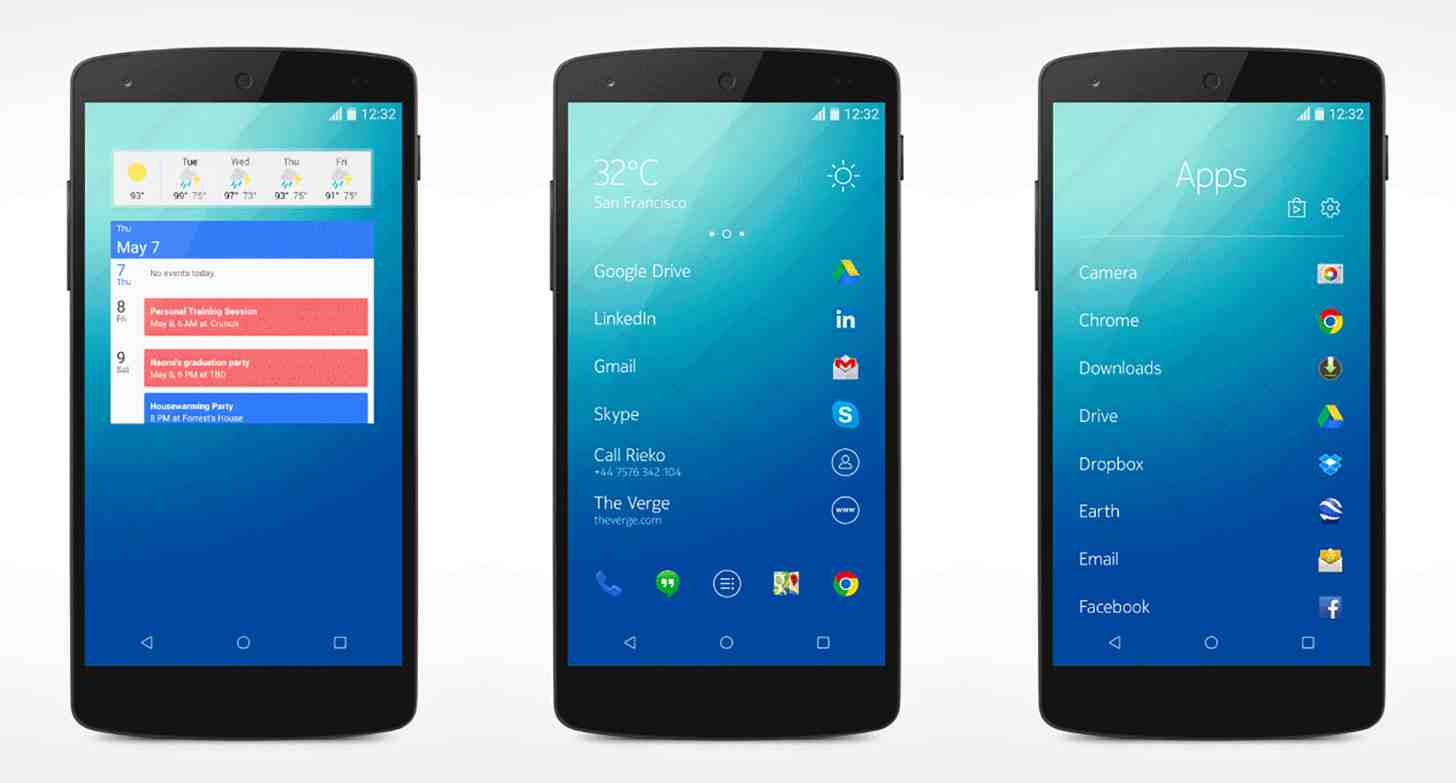 12:32
Tue Wed Thu Fri
93° 99° 75° 97° 73° 93° 75° 91° 75°
Thu
May 7
7
Thu
No events today.
8
Fri
Personal Training Session
May 8, 6 AM at Crunch
9
Sat
Naomi's graduation party
May 8, 6 PM at TBD
Housewarming Party
8 PM at Forrest's House
12:32
32°C
San Francisco
Google Drive
LinkedIn
in
Gmail
Skype
S
Call Rieko
+44 7576 342 104
The Verge
theverge.com
www
12:32
Apps
Camera
Chrome
Downloads
Drive
Dropbox
Earth
Email
Facebook
f